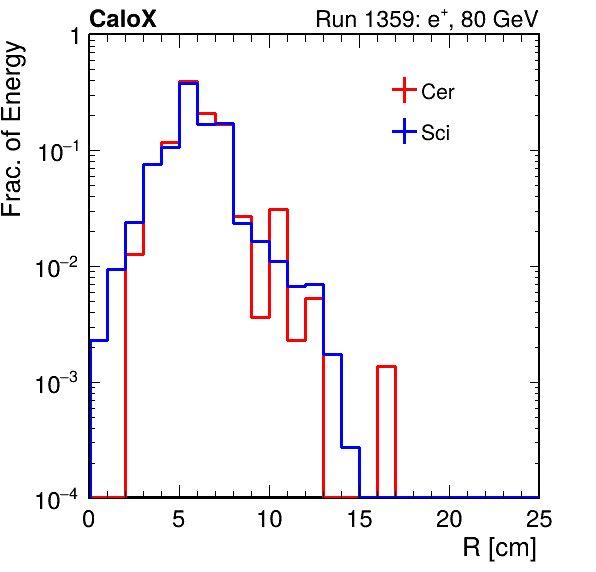 CaloX Run 1359: e⁺, 80 GeV
Frac. of Energy
1
10⁻¹
10⁻²
10⁻³
10⁻⁴
Cer
Sci
0 5 10 15 20 25
R [cm]